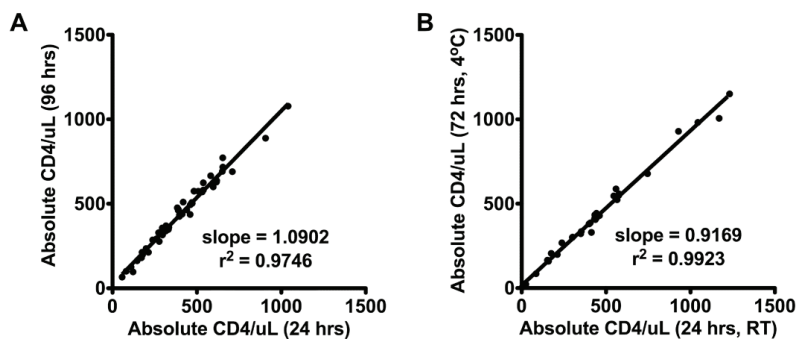 A
Absolute CD4/uL (96 hrs)
1500
1000
500
0
slope = 1.0902
r² = 0.9746
0 500 1000 1500
Absolute CD4/uL (24 hrs)
B
Absolute CD4/uL (72 hrs, 4°C)
1500
1000
500
0
slope = 0.9169
r² = 0.9923
0 500 1000 1500
Absolute CD4/uL (24 hrs, RT)